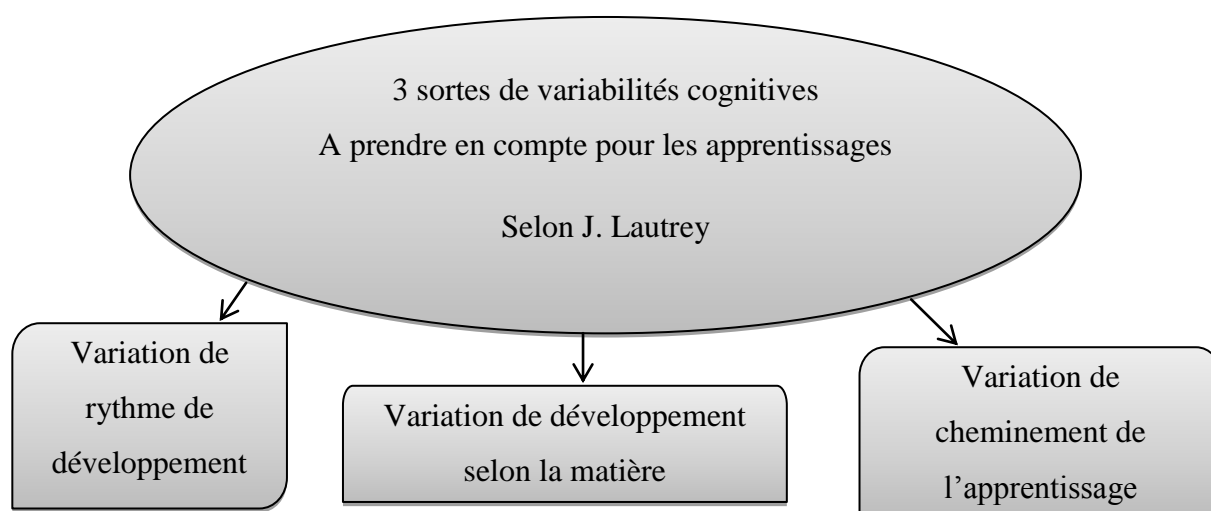 3 sortes de variabilités cognitives
A prendre en compte pour les apprentissages
Selon J. Lautrey
Variation de
rythme de
développement
Variation de développement
selon la matière
Variation de
cheminement de
l’apprentissage